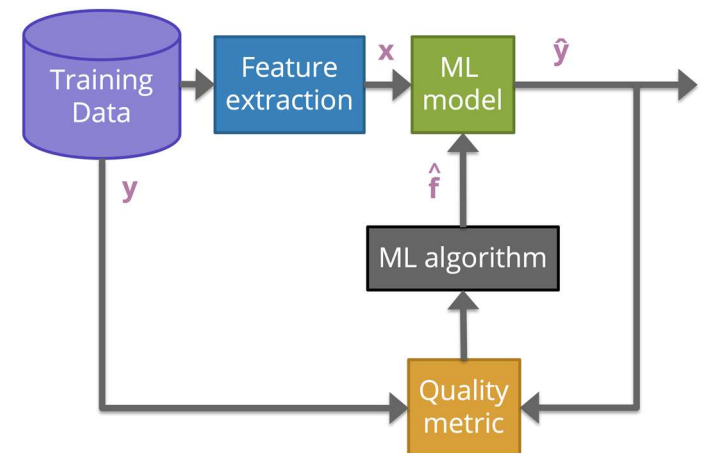 Training
Data
Feature
extraction
x
ML
model
ŷ
y
f̂
ML algorithm
Quality
metric